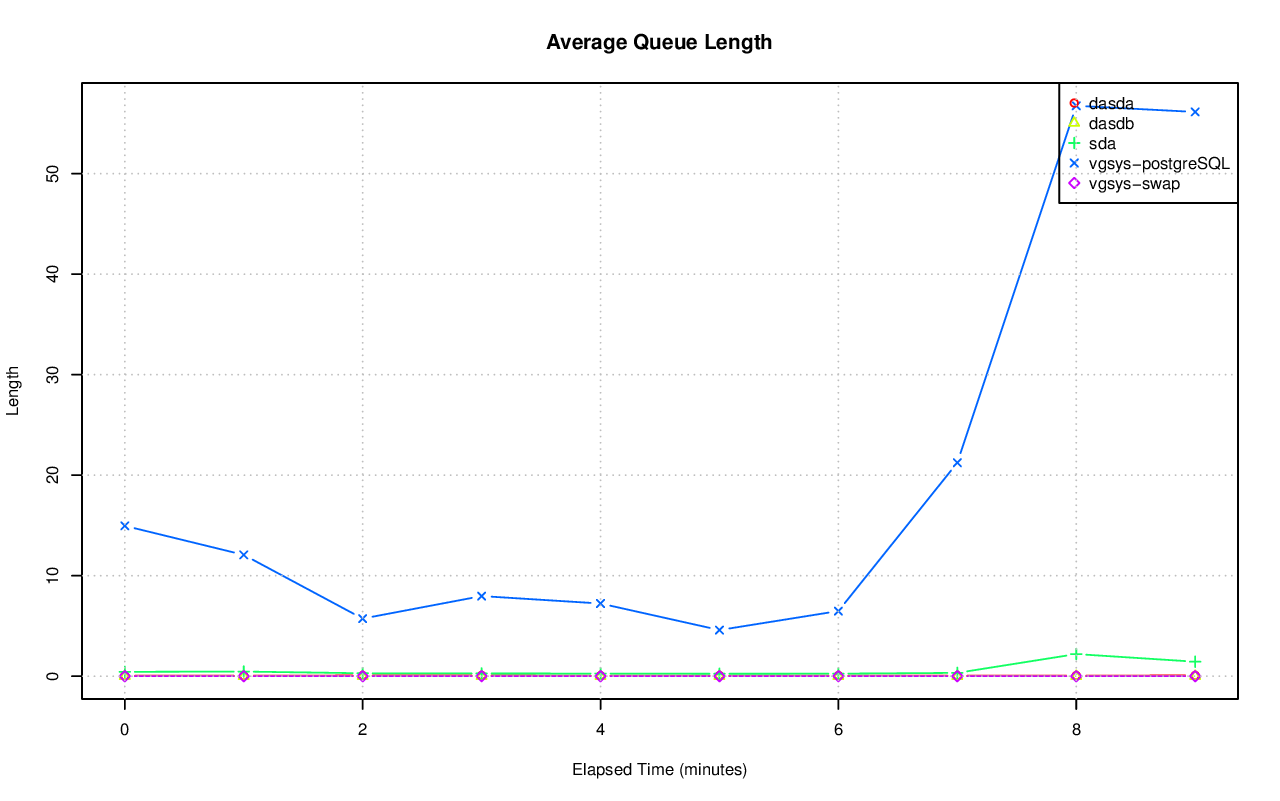 Average Queue Length
dasda
dasdb
sda
vgsys−postgreSQL
vgsys−swap
50
40
30
20
10
0
Length
0 2 4 6 8
Elapsed Time (minutes)